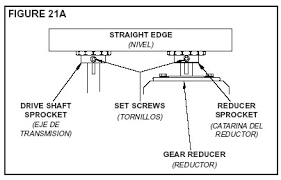 FIGURE 21A
STRAIGHT EDGE
(NIVEL)
DRIVE SHAFT
SPROCKET
(EJE DE
TRANSMISION)
SET SCREWS
(TORNILLOS)
REDUCER
SPROCKET
(CATARINA DEL
REDUCTOR)
GEAR REDUCER
(REDUCTOR)